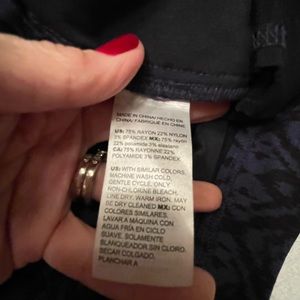 MADE IN CHINA/ HECHO EN
CHINA/ FABRIQUÉ EN CHINE
US: 75% RAYON 22% NYLON
3% SPANDEX MX: 75% rayón
22% poliamida 3% elastano
CA: 75% RAYONNE 22%
POLYAMIDE 3% SPANDEX
US: WITH SIMILAR COLORS,
MACHINE WASH COLD,
GENTLE CYCLE, ONLY
NON-CHLORINE BLEACH,
LINE DRY, WARM IRON, MAY
BE DRY CLEANED MX: CON
COLORES SIMILARES,
LAVAR A MÁQUINA CON
AGUA FRÍA EN CICLO
SUAVE, SOLAMENTE
BLANQUEADOR SIN CLORO,
SECAR COLGADO,
PLANCHAR A